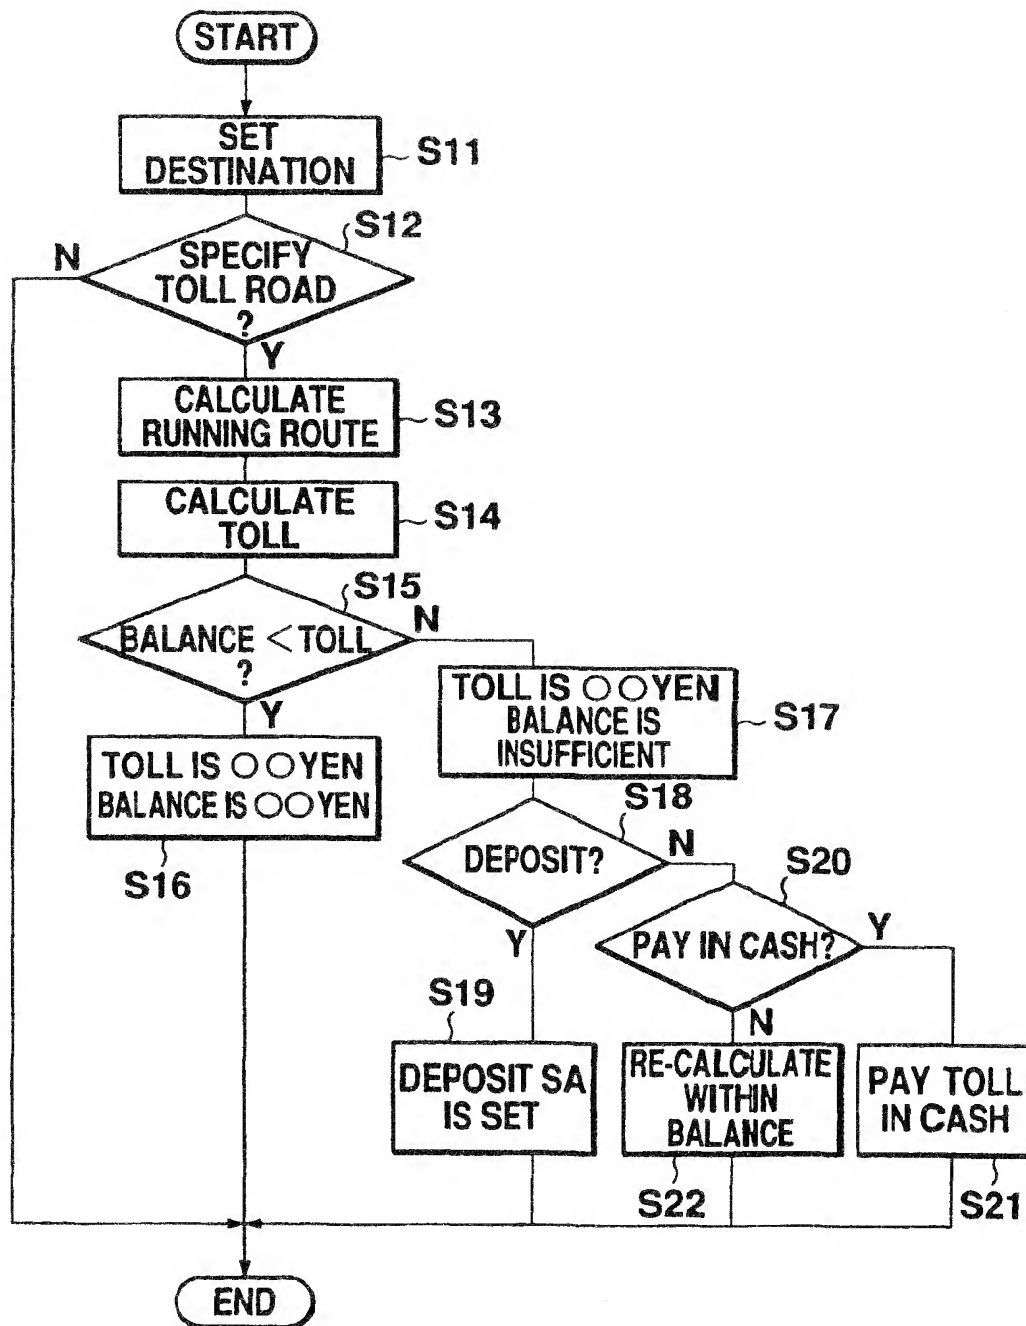 START
SET
DESTINATION
S11
S12
N
SPECIFY
TOLL ROAD
?
Y
CALCULATE
RUNNING ROUTE
S13
CALCULATE
TOLL
S14
S15
N
BALANCE < TOLL
?
Y
TOLL IS ○○YEN
BALANCE IS
INSUFFICIENT
S17
TOLL IS ○○YEN
BALANCE IS ○○YEN
S16
S18
DEPOSIT?
N
Y
S20
PAY IN CASH?
Y
N
S19
DEPOSIT SA
IS SET
RE-CALCULATE
WITHIN
BALANCE
S22
PAY TOLL
IN CASH
S21
END